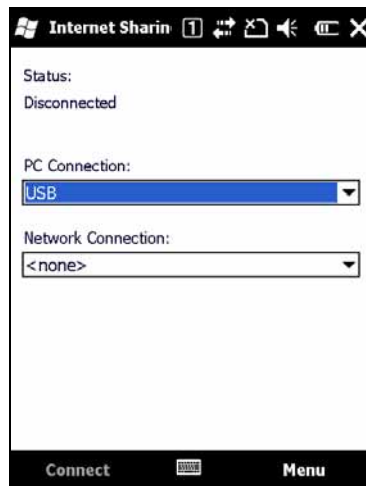 Internet Sharin 1
Status:
Disconnected
PC Connection:
USB
Network Connection:
<none>
Connect Menu